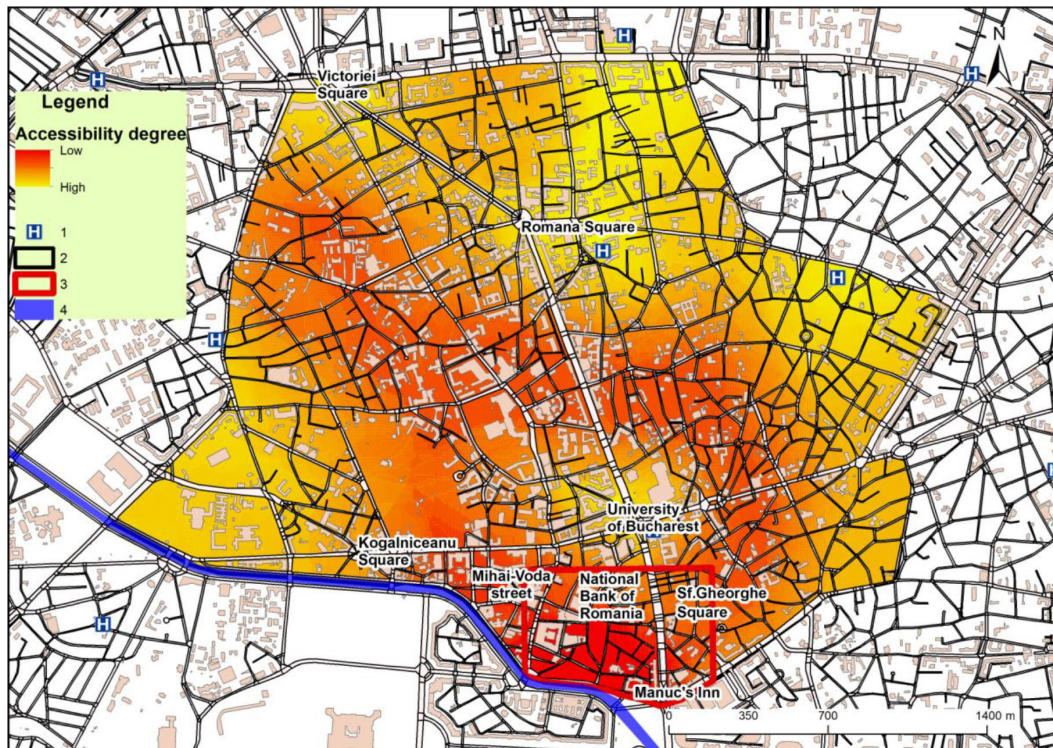 H
H
N
H
Victoriei
Square
Legend
Accessibility degree
Low
High
H 1
2
3
4
Romana Square
H
H
H
University
of Bucharest
H
Kogalniceanu
Square
Mihai-Voda
street
National
Bank of
Romania
Sf.Gheorghe
Square
H
Manuc's Inn
0 350 700 1400 m